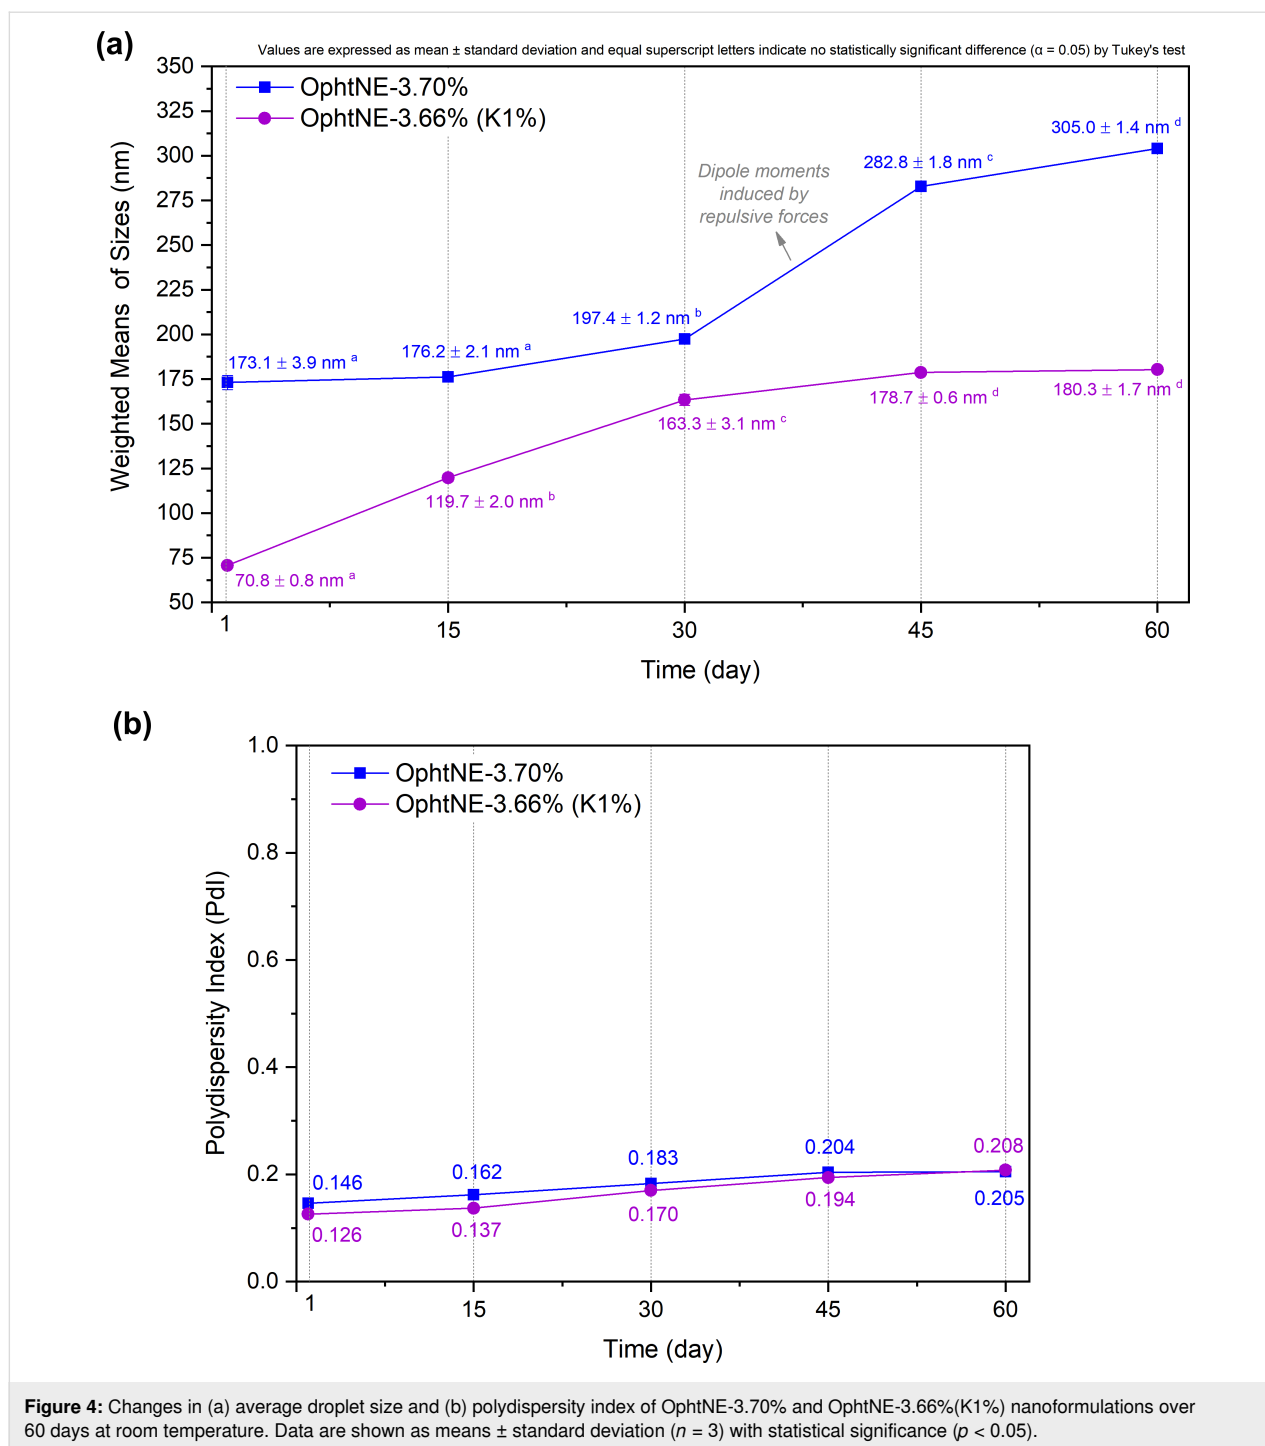 (a)
Values are expressed as mean ± standard deviation and equal superscript letters indicate no statistically significant difference (α = 0.05) by Tukey's test
350
325
300
275
250
225
200
175
150
125
100
75
50
Weighted Means of Sizes (nm)
OphtNE-3.70%
OphtNE-3.66% (K1%)
Dipole moments
induced by
repulsive forces
173.1 ± 3.9 nm a
176.2 ± 2.1 nm a
197.4 ± 1.2 nm b
282.8 ± 1.8 nm c
305.0 ± 1.4 nm d
70.8 ± 0.8 nm a
119.7 ± 2.0 nm b
163.3 ± 3.1 nm c
178.7 ± 0.6 nm d
180.3 ± 1.7 nm d
1 15 30 45 60
Time (day)
(b)
1.0
0.8
0.6
0.4
0.2
0.0
Polydispersity Index (PdI)
OphtNE-3.70%
OphtNE-3.66% (K1%)
0.146
0.162
0.183
0.204
0.208
0.126
0.137
0.170
0.194
0.205
1 15 30 45 60
Time (day)
Figure 4: Changes in (a) average droplet size and (b) polydispersity index of OphtNE-3.70% and OphtNE-3.66%(K1%) nanoformulations over
60 days at room temperature. Data are shown as means ± standard deviation (n = 3) with statistical significance (p < 0.05).